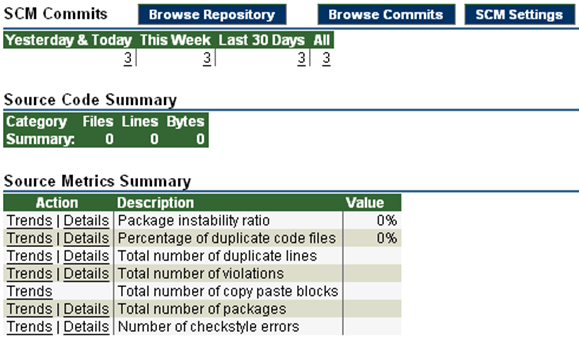 SCM Commits Browse Repository Browse Commits SCM Settings
Yesterday & Today This Week Last 30 Days All
3 3 3 3
Source Code Summary
Category Files Lines Bytes
Summary: 0 0 0
Source Metrics Summary
Action Description Value
Trends | Details Package instability ratio 0%
Trends | Details Percentage of duplicate code files 0%
Trends | Details Total number of duplicate lines
Trends | Details Total number of violations
Trends Total number of copy paste blocks
Trends | Details Total number of packages
Trends | Details Number of checkstyle errors